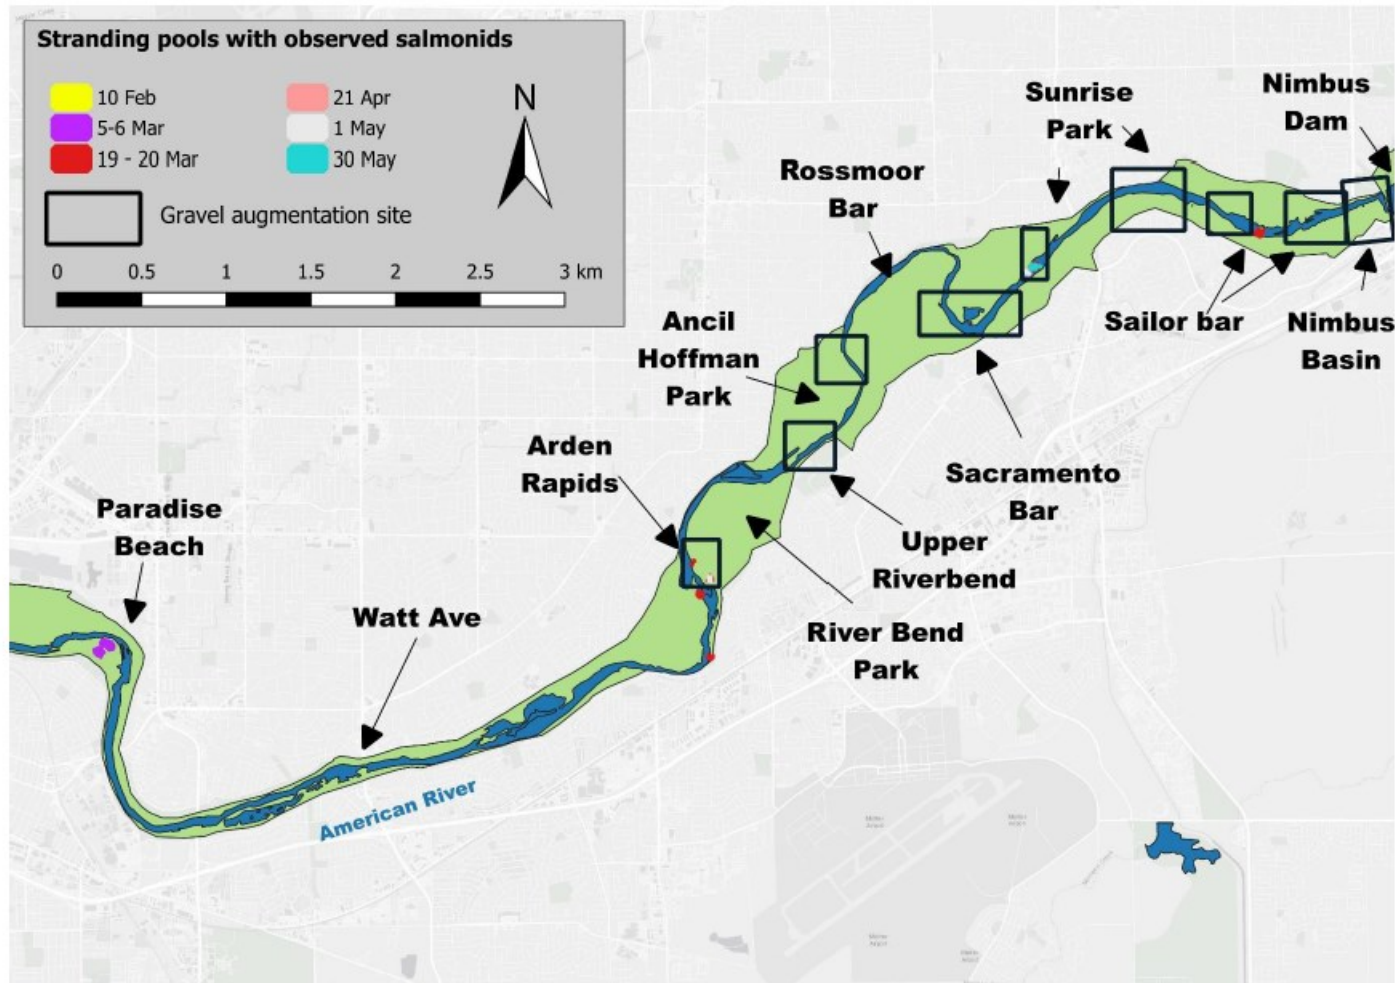 Stranding pools with observed salmonids
10 Feb
21 Apr
5-6 Mar
1 May
19 - 20 Mar
30 May
N
Gravel augmentation site
0 0.5 1 1.5 2 2.5 3 km
Nimbus
Dam
Sunrise
Park
Rossmoor
Bar
Sailor bar
Nimbus
Basin
Ancil
Hoffman
Park
Arden
Rapids
Sacramento
Bar
Paradise
Beach
Upper
Riverbend
Watt Ave
River Bend
Park
American River